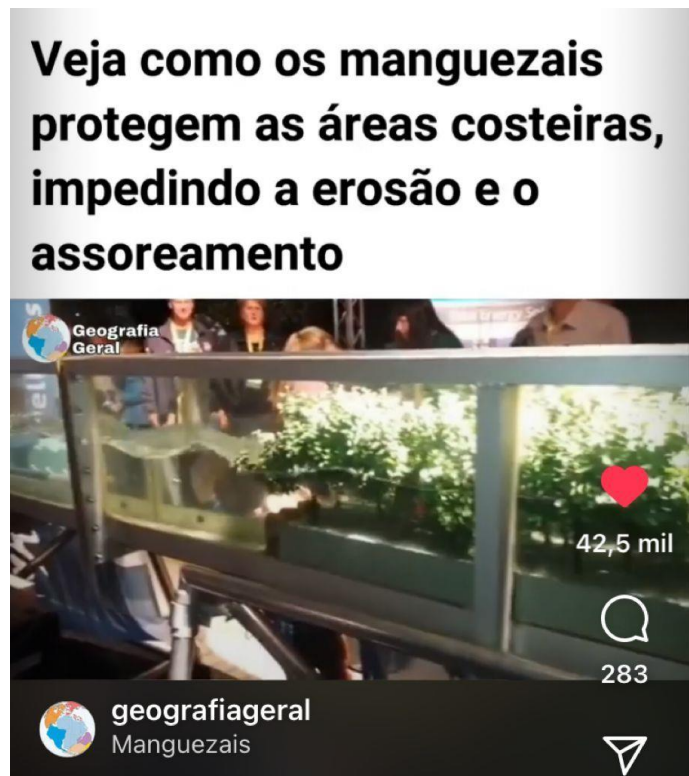 Veja como os manguezais
protegem as áreas costeiras,
impedindo a erosão e o
assoreamento
Geografia
Geral
42,5 mil
283
geografiageral
Manguezais